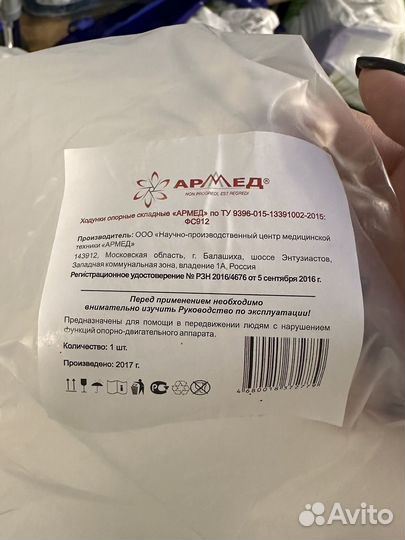 АРМЕД®
NON PROGREDI, EST REGREDI
Ходунки опорные складные «АРМЕД» по ТУ 9396-015-13391002-2015:
ФС912
Производитель: ООО «Научно-производственный центр медицинской
техники «АРМЕД»
143912, Московская область, г. Балашиха, шоссе Энтузиастов,
Западная коммунальная зона, владение 1А, Россия
Регистрационное удостоверение № РЗН 2016/4676 от 5 сентября 2016 г.
Перед применением необходимо
внимательно изучить Руководство по эксплуатации!
Предназначены для помощи в передвижении людям с нарушением
функций опорно-двигательного аппарата.
Количество: 1 шт.
Произведено: 2017 г.
Avito